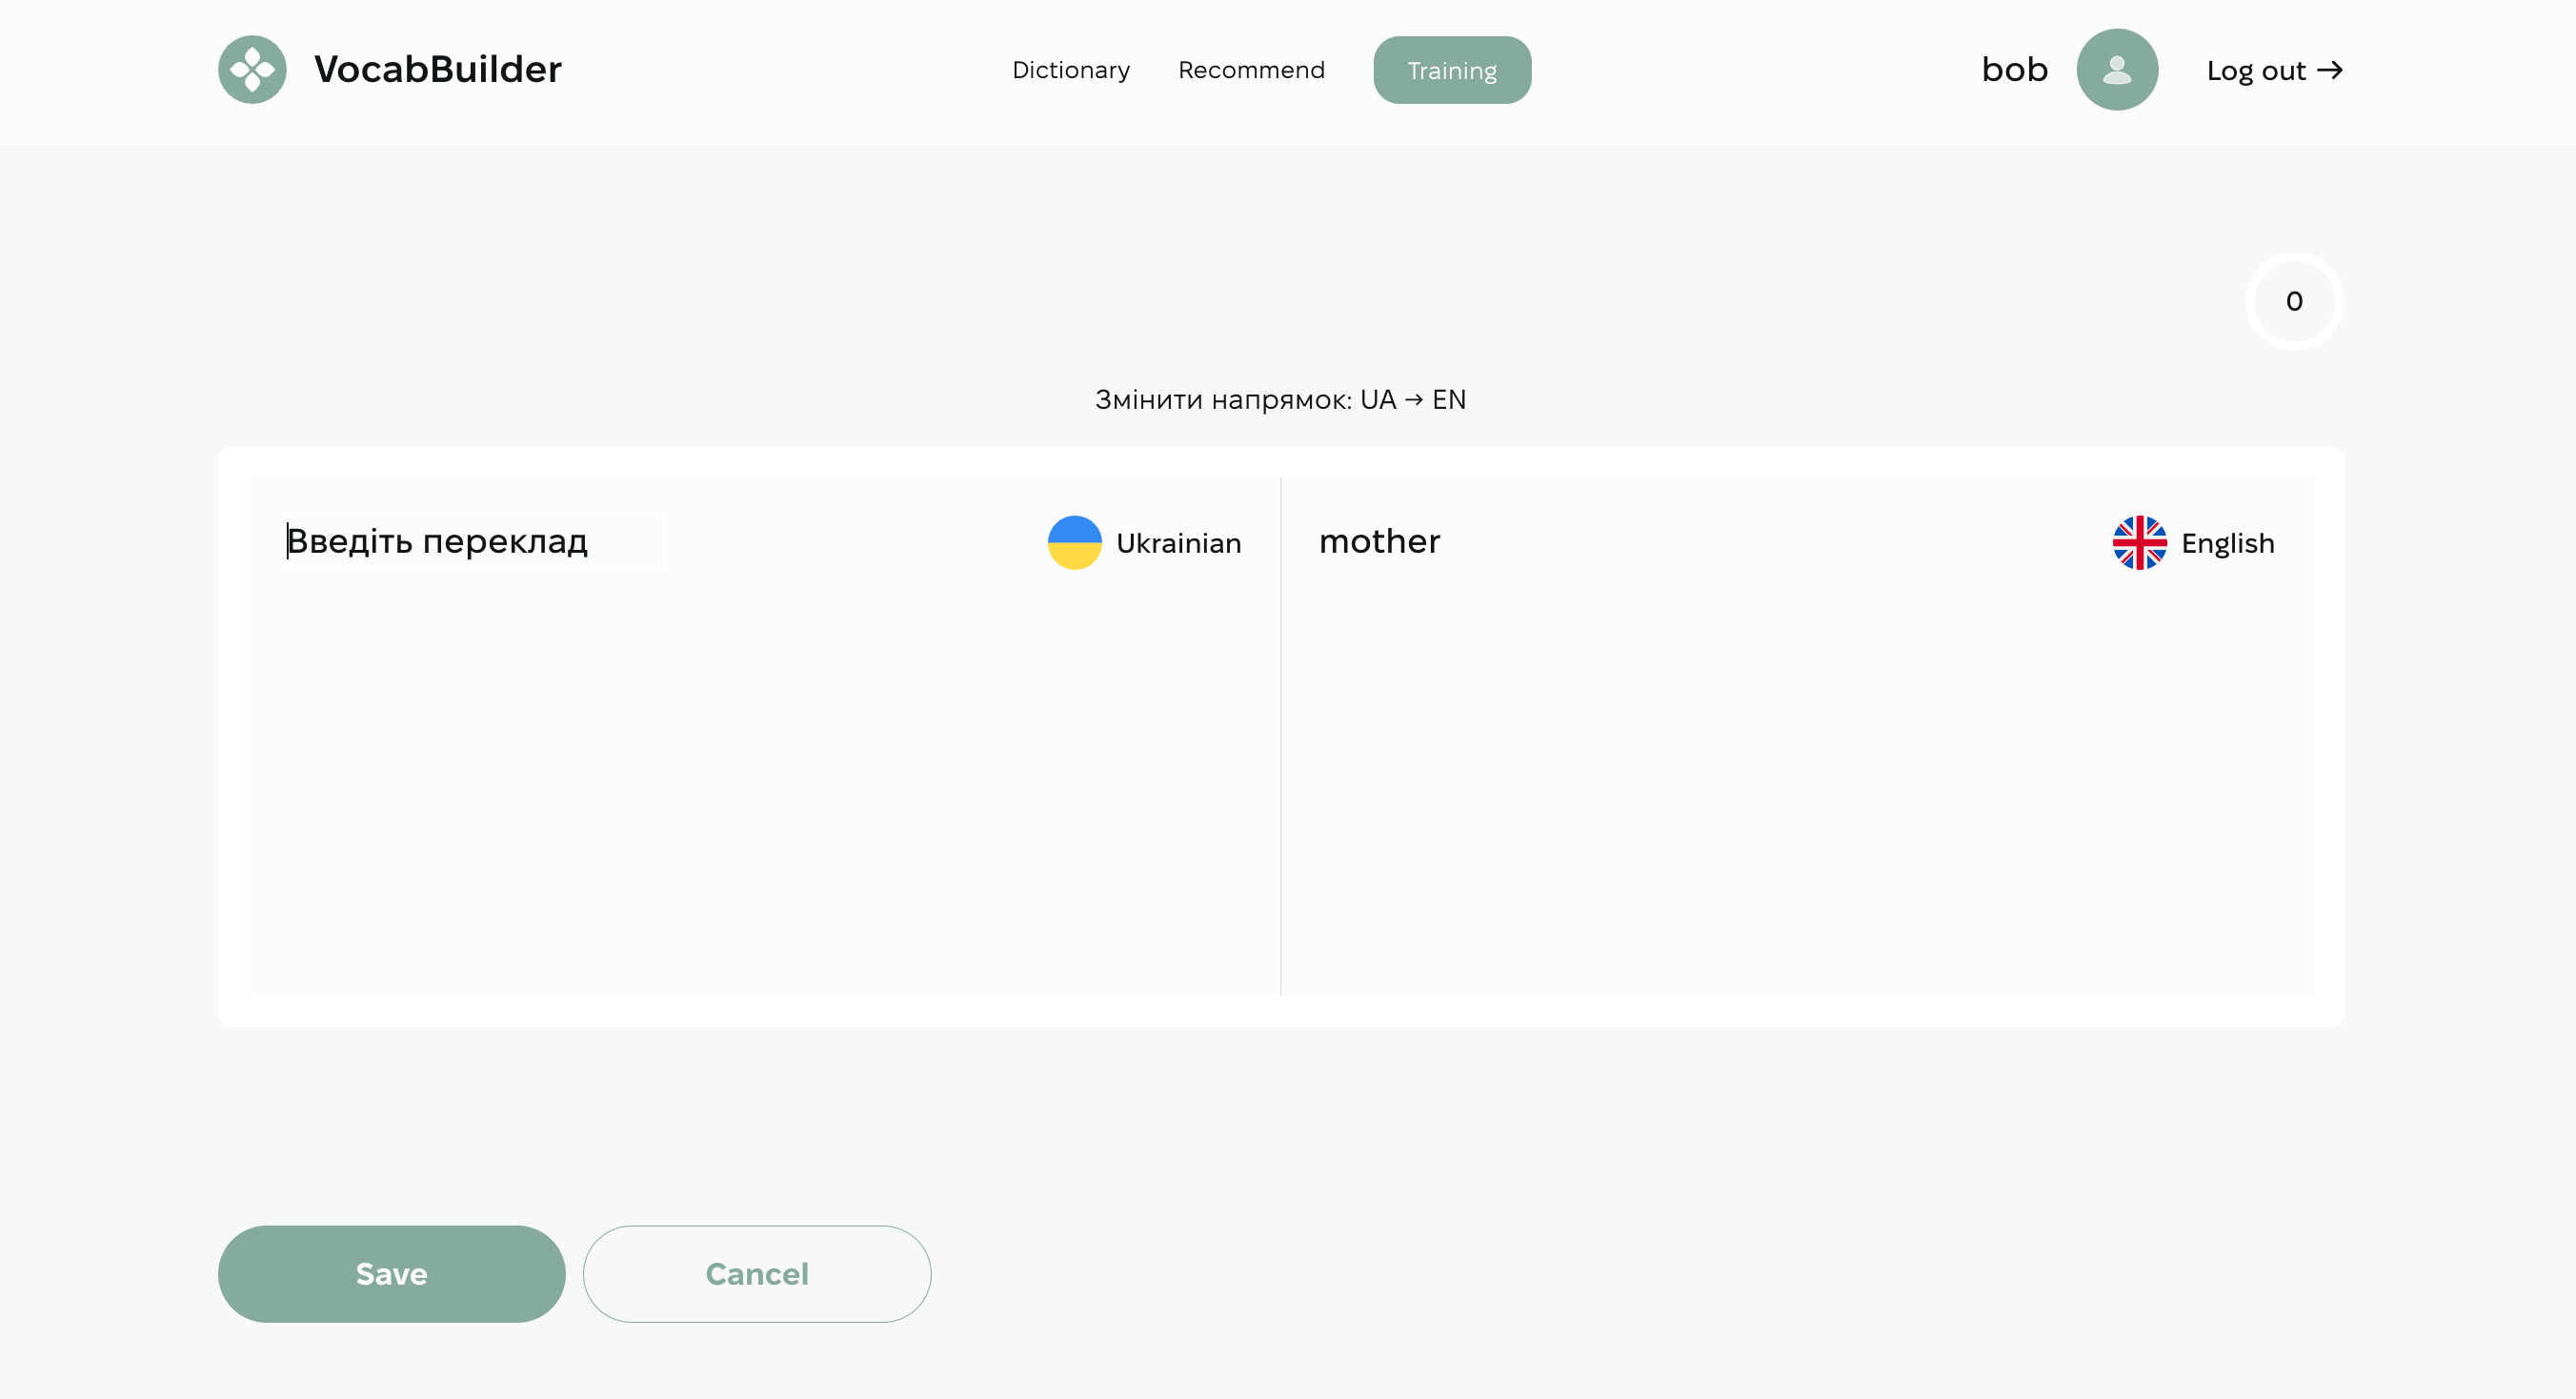 VocabBuilder
Dictionary
Recommend
Training
bob
Log out →
0
Змінити напрямок: UA → EN
Введіть переклад
Ukrainian
mother
English
Save
Cancel